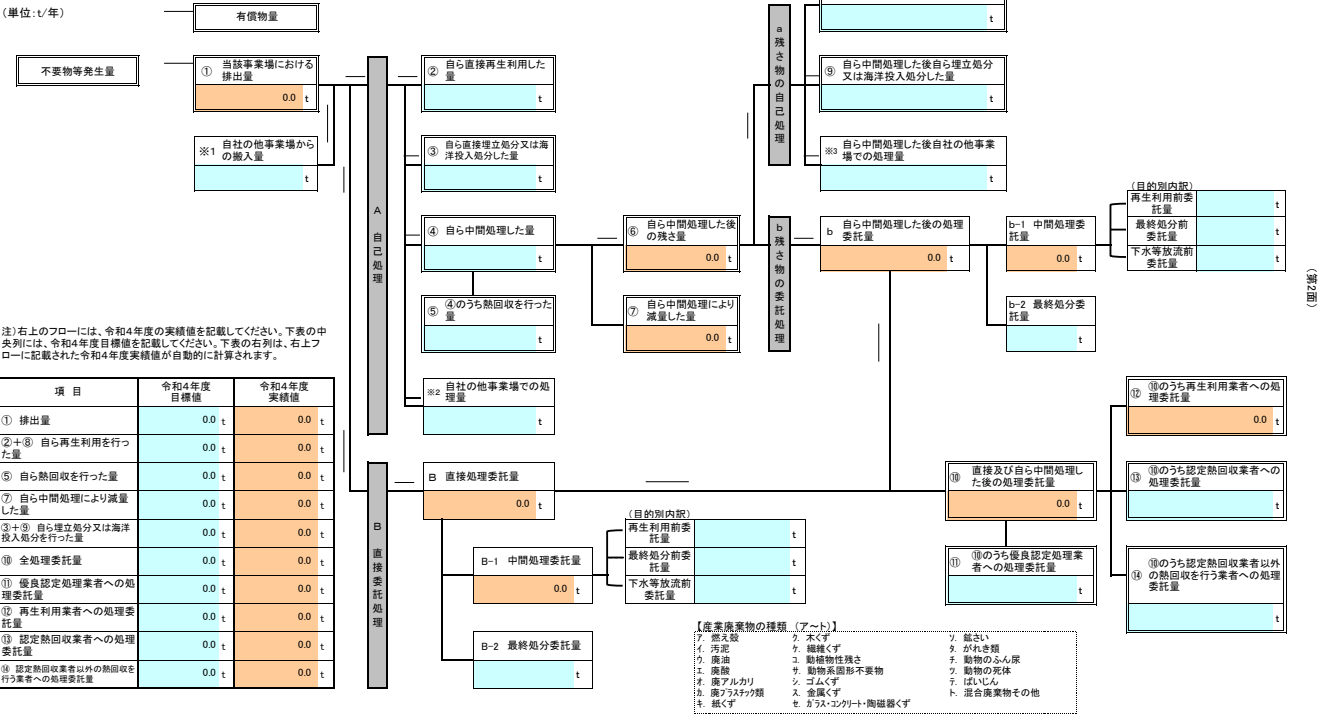 （単位:t/年）
有償物量
t
a 残さ物の自己処理
不要物等発生量
① 当該事業場における
排出量
0.0 t
② 自ら直接再生利用した
量
t
⑨ 自ら中間処理した後自ら埋立処分
又は海洋投入処分した量
t
※1 自社の他事業場から
の搬入量
t
③ 自ら直接埋立処分又は海
洋投入処分した量
t
※3 自ら中間処理した後自社の他事業
場での処理量
t
A 自己処理
④ 自ら中間処理した量
t
⑥ 自ら中間処理した後
の残さ量
0.0 t
b 残さ物の委託処理
b 自ら中間処理した後の処理
委託量
0.0 t
b-1 中間処理委
託量
0.0 t
(目的別内訳)
再生利用前委
託量
t
最終処分前
委託量
t
下水等放流前
委託量
t
（第2面）
⑤ ④のうち熱回収を行った
量
t
⑦ 自ら中間処理により
減量した量
0.0 t
b-2 最終処分委
託量
t
注）右上のフローには、令和4年度の実績値を記載してください。下表の中
央列には、令和4年度目標値を記載してください。下表の右列は、右上フ
ローに記載された令和4年度実績値が自動的に計算されます。
※2 自社の他事業場での処
理量
t
項 目
令和4年度
目標値
令和4年度
実績値
① 排出量
0.0 t
0.0 t
②+⑧ 自ら再生利用を行っ
た量
0.0 t
0.0 t
⑤ 自ら熱回収を行った量
0.0 t
0.0 t
⑦ 自ら中間処理により減量
した量
0.0 t
0.0 t
③+⑨ 自ら埋立処分又は海洋
投入処分を行った量
0.0 t
0.0 t
⑩ 全処理委託量
0.0 t
0.0 t
⑪ 優良認定処理業者への処
理委託量
0.0 t
0.0 t
⑫ 再生利用業者への処理委
託量
0.0 t
0.0 t
⑬ 認定熱回収業者への処理
委託量
0.0 t
0.0 t
⑭ 認定熱回収業者以外の熱回収を
行う業者への処理委託量
0.0 t
0.0 t
B 直接委託処理
B 直接処理委託量
0.0 t
B-1 中間処理委託量
0.0 t
(目的別内訳)
再生利用前委
託量
t
最終処分前委
託量
t
下水等放流前
委託量
t
B-2 最終処分委託量
t
⑩ 直接及び自ら中間処理し
た後の処理委託量
0.0 t
⑪ ⑩のうち優良認定処理業
者への処理委託量
t
⑫ ⑩のうち再生利用業者への処
理委託量
0.0 t
⑬ ⑩のうち認定熱回収業者への
処理委託量
t
⑭ ⑩のうち認定熱回収業者以外
の熱回収を行う業者への処理
委託量
t
【産業廃棄物の種類 （ア～ト）】
ア. 燃え殻
イ. 汚泥
ウ. 廃油
エ. 廃酸
オ. 廃アルカリ
カ. 廃プラスチック類
キ. 紙くず
ク. 木くず
ケ. 繊維くず
コ. 動植物性残さ
サ. 動物系固形不要物
シ. ゴムくず
ス. 金属くず
セ. ガラス・コンクリート・陶磁器くず
ソ. 鉱さい
タ. がれき類
チ. 動物のふん尿
ツ. 動物の死体
テ. ばいじん
ト. 混合廃棄物その他